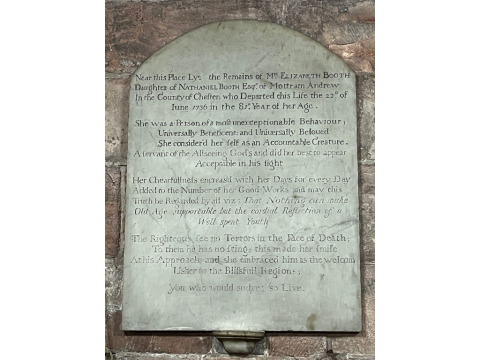 Near this Place Lys the Remains of Mrs ELIZABETH BOOTH
Daughter of NATHANIEL BOOTH Esqr. of Mottram Andrew
In the County of Chester who Departed this Life the 22d of
June 1736 in the 81st Year of her Age.
She was a Person of a most unexceptionable Behaviour;
Universally Beneficent and Universally Beloved
She considerd her self as an Accountable Creature.
A servant of the Allseeing God's and did her best to appear
Acceptable in his sight
Her Chearfullness encreasd with her Days for every Day
Added to the Number of her Good Works and may this
Truth be Regarded by all viz: That Nothing can make
Old Age supportable but the cordial Reflection of a
Well spent Youth
The Righteous see no Terrors in the Face of Death;
To them he has no sting: this made her smile
At his Approach and she embraced him as the welcom
Usher to the Blissfull Regions;
You who would so live.